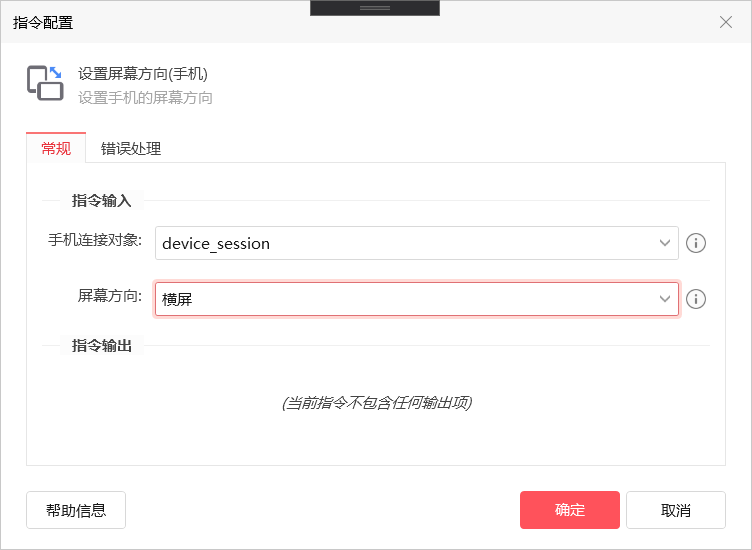 指令配置
设置屏幕方向(手机)
设置手机的屏幕方向
常规 错误处理
指令输入
手机连接对象: device_session
屏幕方向: 横屏
指令输出
(当前指令不包含任何输出项)
帮助信息 确定 取消